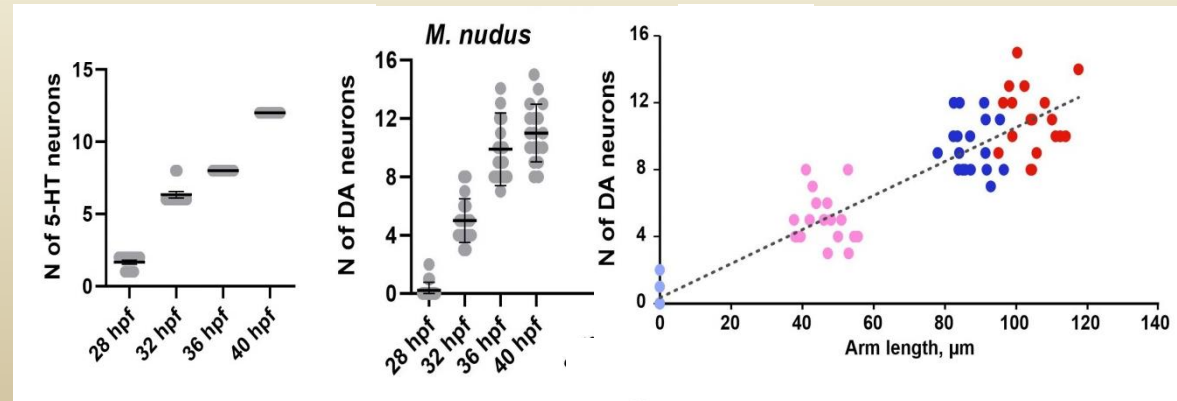 N of 5-HT neurons
15
10
5
0
28 hpf
32 hpf
36 hpf
40 hpf
M. nudus
N of DA neurons
16
12
8
4
0
28 hpf
32 hpf
36 hpf
40 hpf
N of DA neurons
16
12
8
4
0
0
20
40
60
80
100
120
140
Arm length, µm